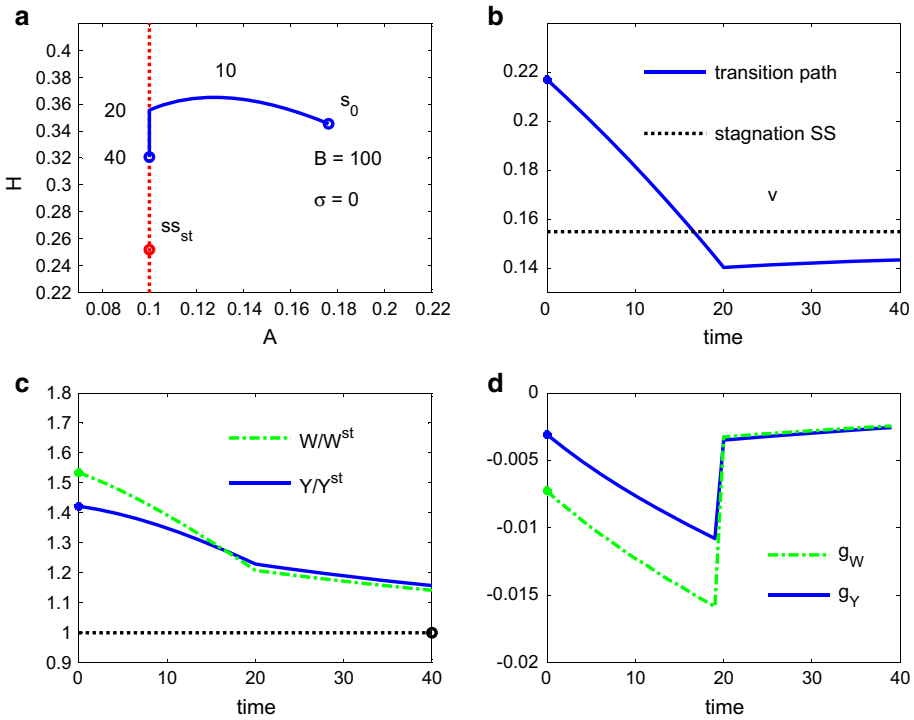 a
0.4
0.38
0.36
0.34
0.32
0.3
0.28
0.26
0.24
0.22
H
10
20
40
s0
B = 100
σ = 0
ssst
0.08 0.1 0.12 0.14 0.16 0.18 0.2 0.22
A
b
0.22
0.2
0.18
0.16
0.14
transition path
stagnation SS
v
0 10 20 30 40
time
c
1.8
1.7
1.6
1.5
1.4
1.3
1.2
1.1
1
0.9
W/Wst
Y/Yst
0 10 20 30 40
time
d
0
-0.005
-0.01
-0.015
-0.02
gW
gY
0 10 20 30 40
time